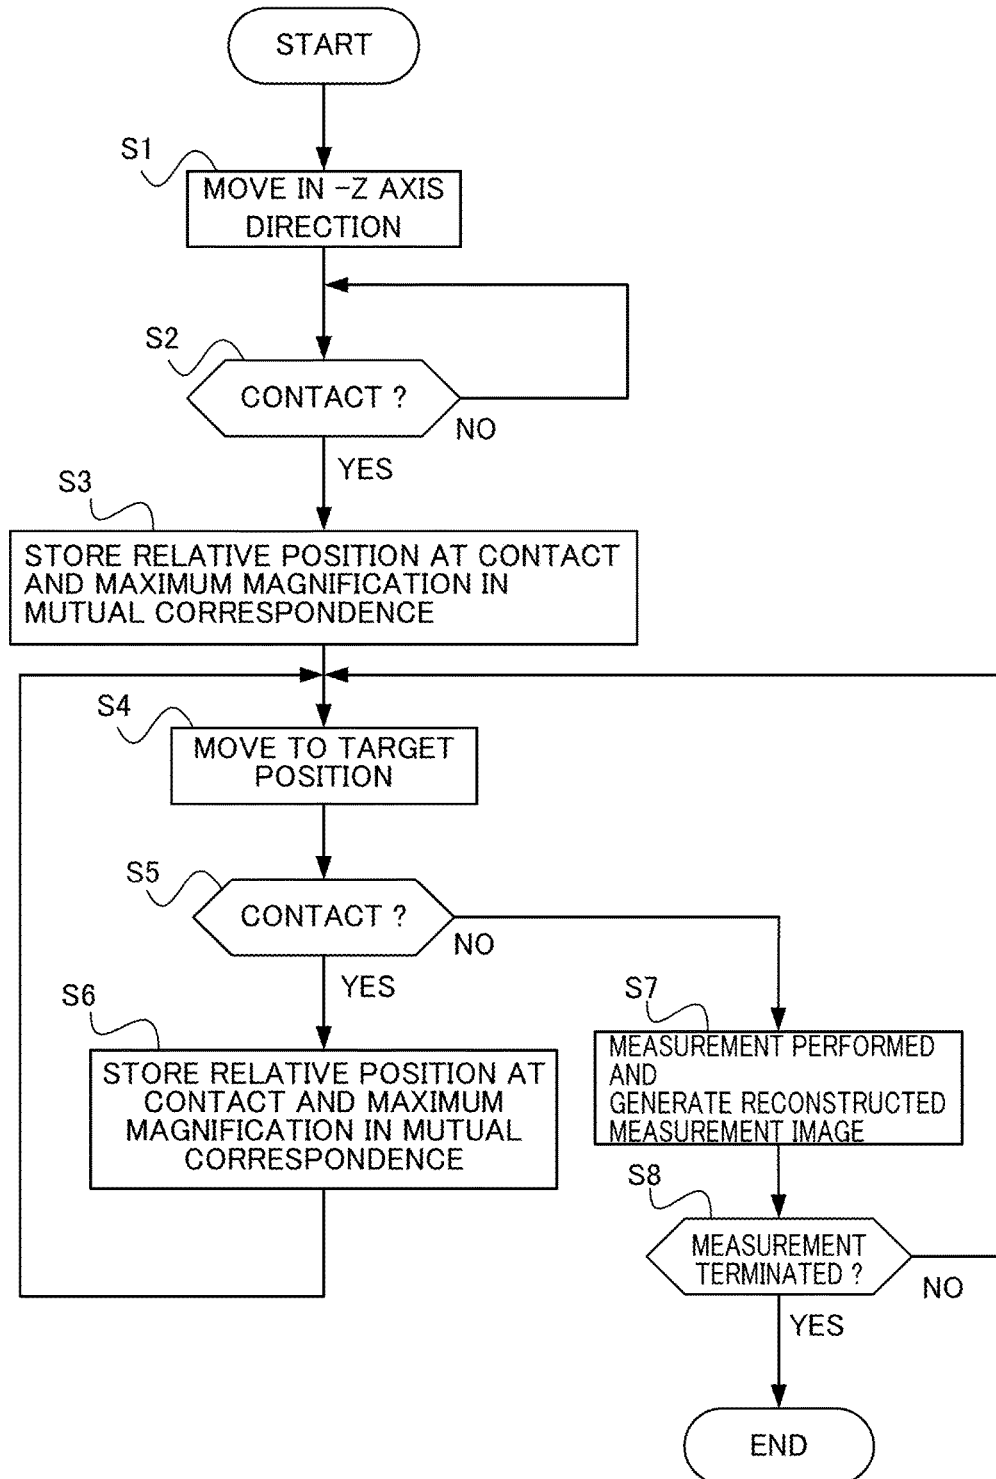 START
S1
MOVE IN -Z AXIS
DIRECTION
S2
CONTACT ?
NO
YES
S3
STORE RELATIVE POSITION AT CONTACT
AND MAXIMUM MAGNIFICATION IN
MUTUAL CORRESPONDENCE
S4
MOVE TO TARGET
POSITION
S5
CONTACT ?
NO
YES
S6
STORE RELATIVE POSITION AT
CONTACT AND MAXIMUM
MAGNIFICATION IN MUTUAL
CORRESPONDENCE
S7
MEASUREMENT PERFORMED
AND
GENERATE RECONSTRUCTED
MEASUREMENT IMAGE
S8
MEASUREMENT
TERMINATED ?
NO
YES
END